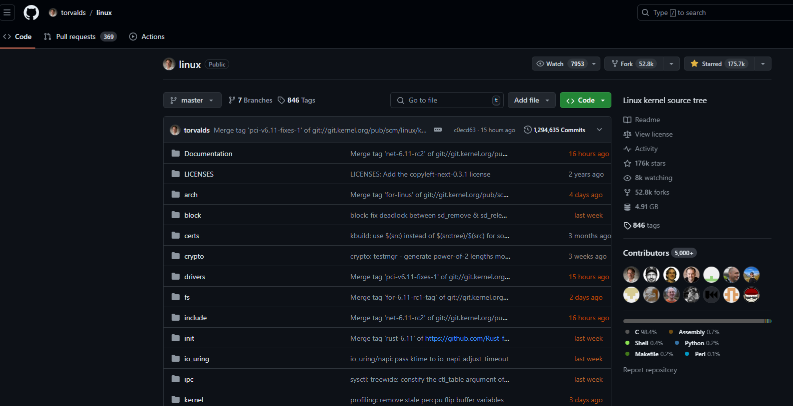 torvalds / linux
Type / to search
Code
Pull requests 369
Actions
linux Public
Watch 7953
Fork 52.8k
Starred 175.7k
master
7 Branches
846 Tags
Go to file t
Add file
Code
torvalds Merge tag 'pci-v6.11-fixes-1' of git://git.kernel.org/pub/scm/linux/k... · 15 hours ago 1,294,635 Commits
Documentation Merge tag 'net-6.11-rc2' of git://git.kernel.org/pu... 16 hours ago
LICENSES LICENSES: Add the copyleft-next-0.3.1 license 2 years ago
arch Merge tag 'for-linus' of git://git.kernel.org/pub/sc... 4 days ago
block block: fix deadlock between sd_remove & sd_rele... last week
certs kbuild: use $(src) instead of $(srctree)/$(src) for so... 3 months ago
crypto crypto: testmgr - generate power-of-2 lengths mo... 3 weeks ago
drivers Merge tag 'pci-v6.11-fixes-1' of git://git.kernel.org... 15 hours ago
fs Merge tag 'for-6.11-rc1-tag' of git://git.kernel.org... 2 days ago
include Merge tag 'net-6.11-rc2' of git://git.kernel.org/pu... 16 hours ago
init Merge tag 'rust-6.11' of https://github.com/Rust-f... last week
io_uring io_uring/napi: pass ktime to io_napi_adjust_timeout last week
ipc sysctl: treewide: constify the ctl_table argument of... last week
kernel profiling: remove stale percpu flip buffer variables 3 days ago
Linux kernel source tree
Readme
View license
Activity
176k stars
8k watching
52.8k forks
4.91 GB
846 tags
Contributors 5,000+
C 98.4% Assembly 0.7%
Shell 0.4% Python 0.2%
Makefile 0.2% Perl 0.1%
Report repository